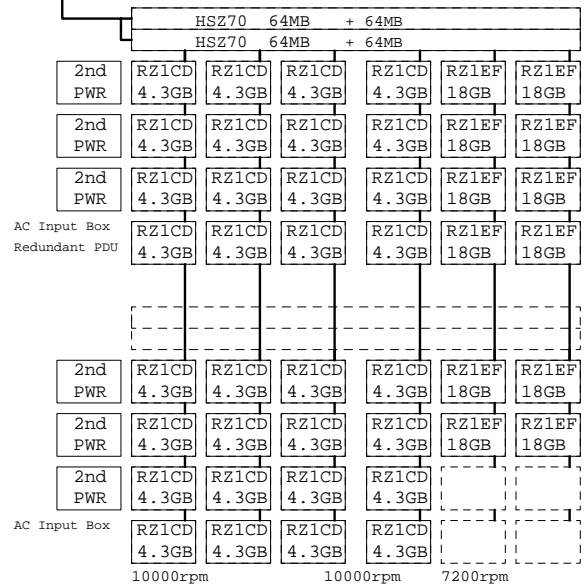 HSZ70 64MB + 64MB
HSZ70 64MB + 64MB
2nd RZ1CD RZ1CD RZ1CD RZ1CD RZ1EF RZ1EF
PWR 4.3GB 4.3GB 4.3GB 4.3GB 18GB 18GB
2nd RZ1CD RZ1CD RZ1CD RZ1CD RZ1EF RZ1EF
PWR 4.3GB 4.3GB 4.3GB 4.3GB 18GB 18GB
2nd RZ1CD RZ1CD RZ1CD RZ1CD RZ1EF RZ1EF
PWR 4.3GB 4.3GB 4.3GB 4.3GB 18GB 18GB
AC Input Box RZ1CD RZ1CD RZ1CD RZ1CD RZ1EF RZ1EF
Redundant PDU 4.3GB 4.3GB 4.3GB 4.3GB 18GB 18GB
2nd RZ1CD RZ1CD RZ1CD RZ1CD RZ1EF RZ1EF
PWR 4.3GB 4.3GB 4.3GB 4.3GB 18GB 18GB
2nd RZ1CD RZ1CD RZ1CD RZ1CD RZ1EF RZ1EF
PWR 4.3GB 4.3GB 4.3GB 4.3GB 18GB 18GB
2nd RZ1CD RZ1CD RZ1CD RZ1CD
PWR 4.3GB 4.3GB 4.3GB 4.3GB
AC Input Box RZ1CD RZ1CD RZ1CD RZ1CD
4.3GB 4.3GB 4.3GB 4.3GB
10000rpm 10000rpm 7200rpm